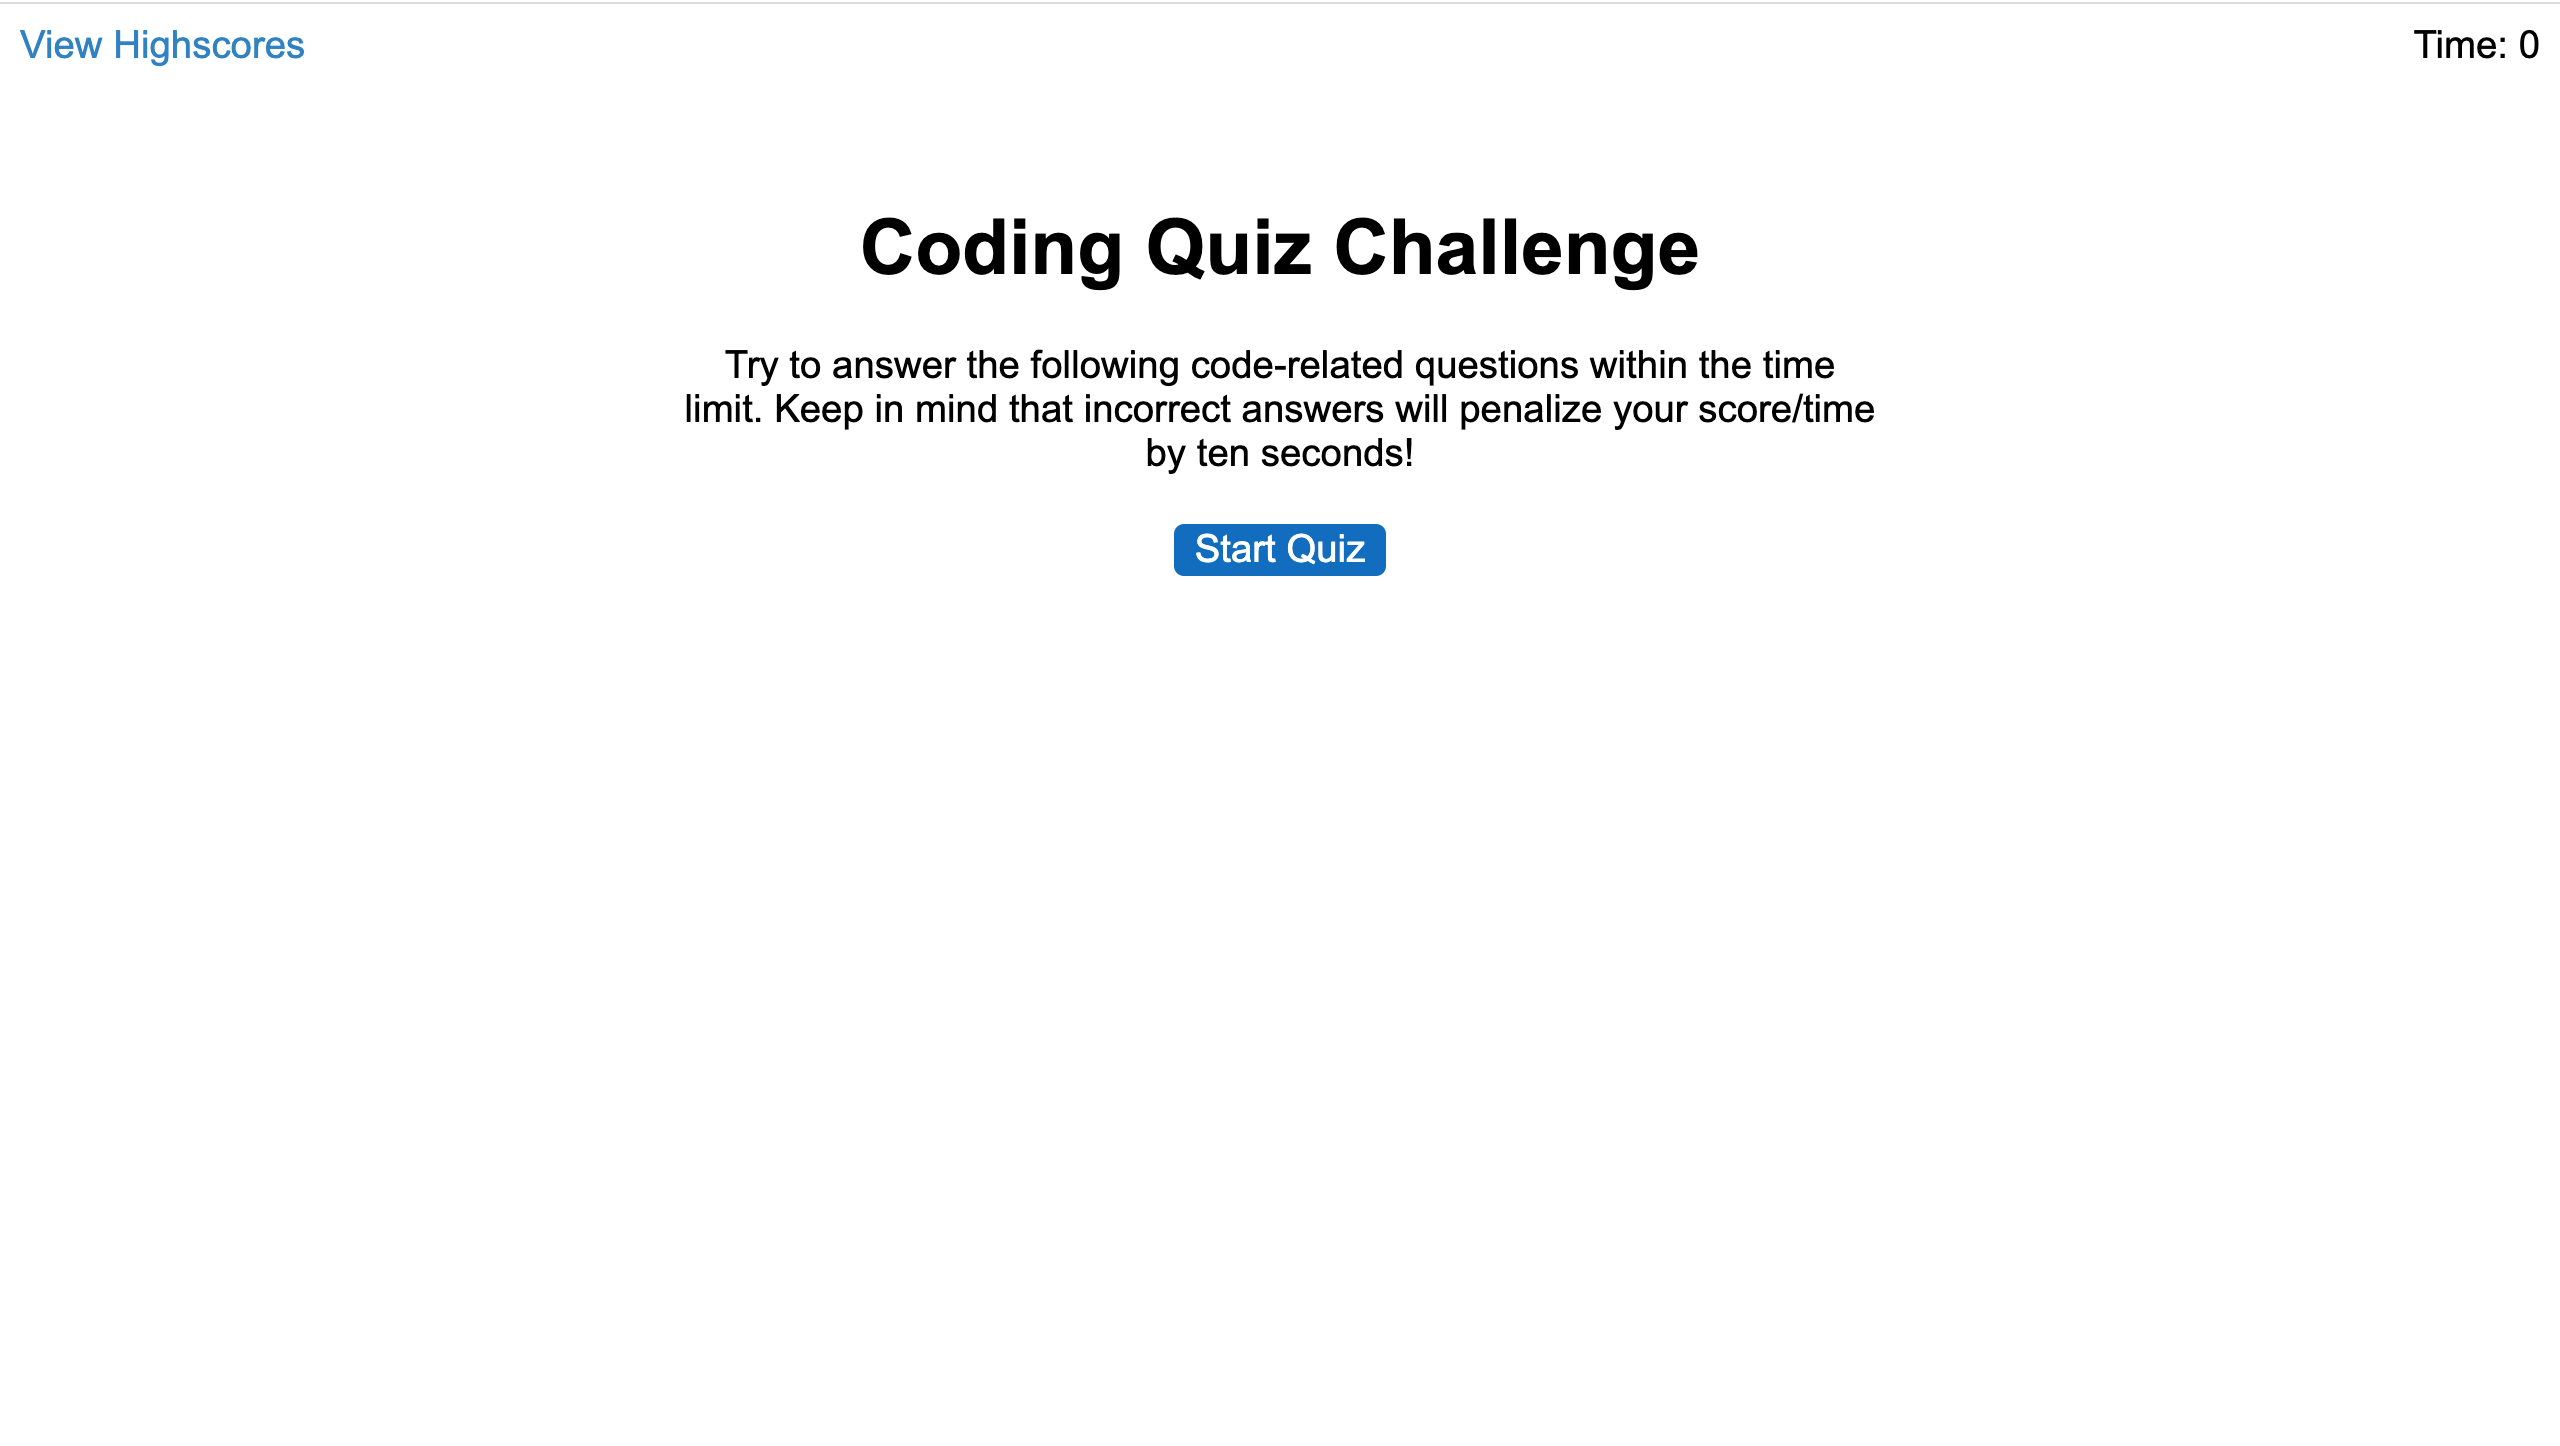 View Highscores
Time: 0
Coding Quiz Challenge
Try to answer the following code-related questions within the time
limit. Keep in mind that incorrect answers will penalize your score/time
by ten seconds!
Start Quiz